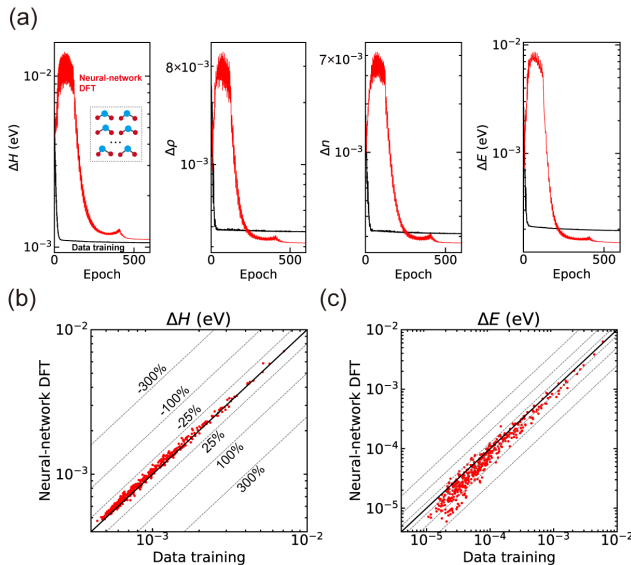 (a)
ΔH (eV)
10⁻²
10⁻³
Neural-network
DFT
...
Data training
0
500
Epoch
Δρ
8×10⁻³
10⁻³
0
500
Epoch
Δn
7×10⁻³
10⁻³
0
500
Epoch
ΔE (eV)
10⁻²
10⁻³
0
500
Epoch
(b)
ΔH (eV)
Neural-network DFT
10⁻²
10⁻³
-300%
-100%
-25%
25%
100%
300%
10⁻³
10⁻²
Data training
(c)
ΔE (eV)
Neural-network DFT
10⁻²
10⁻³
10⁻⁴
10⁻⁵
10⁻⁵
10⁻⁴
10⁻³
10⁻²
Data training